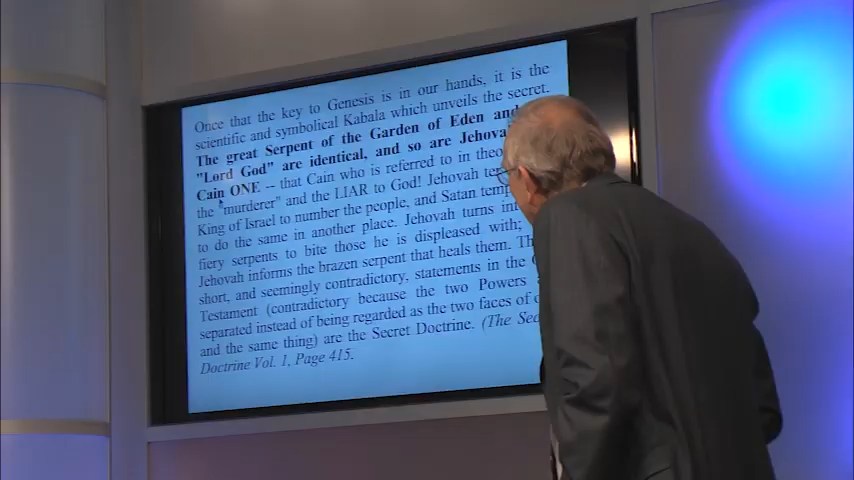 Once that the key to Genesis is in our hands, it is the
scientific and symbolical Kabala which unveils the secret.
The great Serpent of the Garden of Eden and
"Lord God" are identical, and so are Jehova
Cain ONE -- that Cain who is referred to in theo
the "murderer" and the LIAR to God! Jehovah te
King of Israel to number the people, and Satan temp
to do the same in another place. Jehovah turns int
fiery serpents to bite those he is displeased with;
Jehovah informs the brazen serpent that heals them. Th
short, and seemingly contradictory, statements in the
Testament (contradictory because the two Powers
separated instead of being regarded as the two faces of o
and the same thing) are the Secret Doctrine. (The Sec
Doctrine Vol. 1, Page 415.